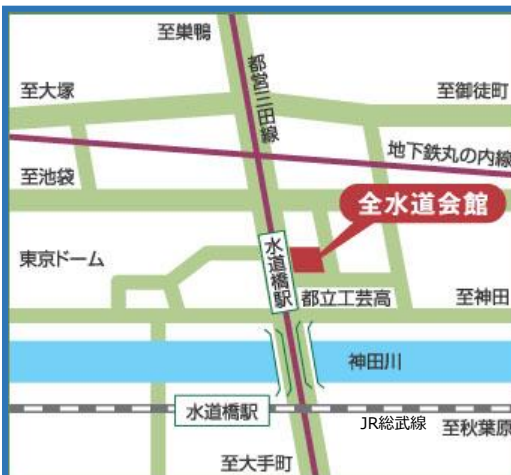 至巣鴨
都営三田線
至大塚
至御徒町
地下鉄丸の内線
至池袋
全水道会館
水道橋駅
東京ドーム
都立工芸高
至神田
神田川
水道橋駅
JR総武線
至秋葉原
至大手町